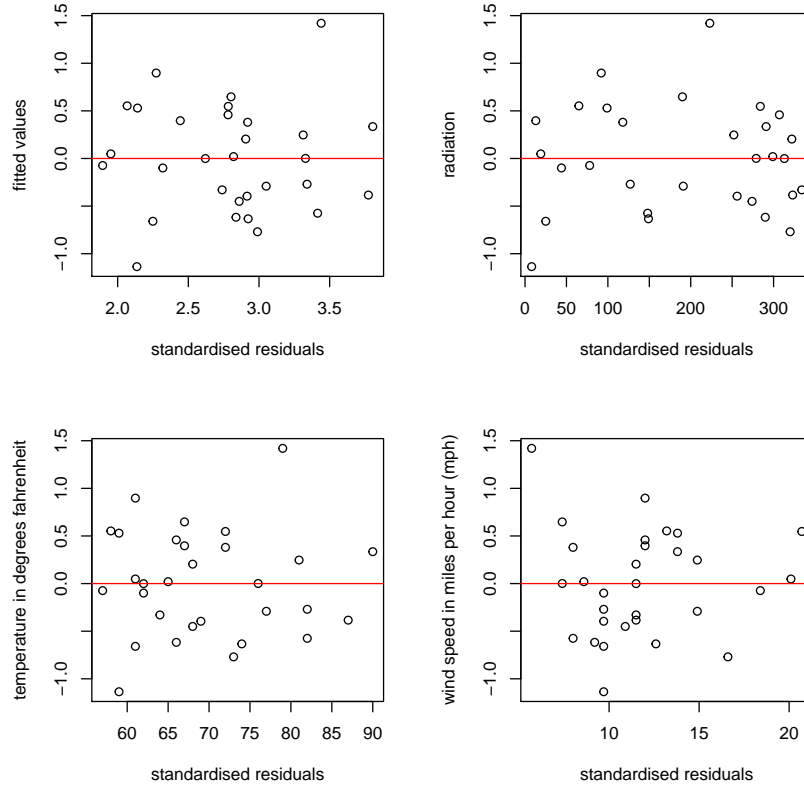 fitted values
1.5
1.0
0.5
0.0
−1.0
2.0 2.5 3.0 3.5
standardised residuals
radiation
1.5
1.0
0.5
0.0
−1.0
0 50 100 200 300
standardised residuals
temperature in degrees fahrenheit
1.5
1.0
0.5
0.0
−1.0
60 65 70 75 80 85 90
standardised residuals
wind speed in miles per hour (mph)
1.5
1.0
0.5
0.0
−1.0
10 15 20
standardised residuals